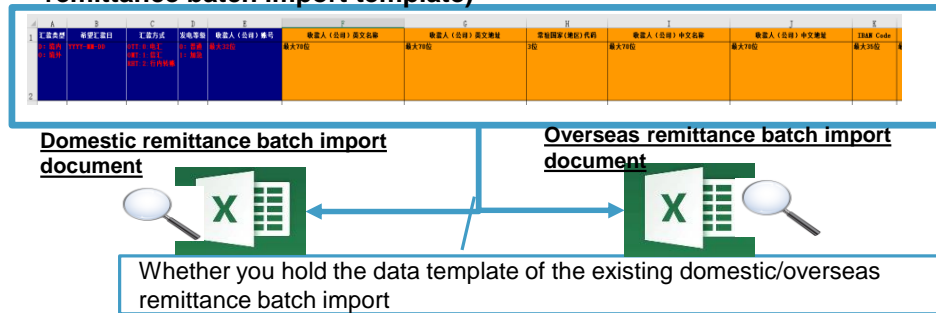 remittance batch import template)
A B C D E F G H I J K
1 汇款类型 希望汇款日 汇款方式 发电等级 收款人（公司）账号 收款人（公司）英文名称 收款人（公司）英文地址 常驻国家(地区)代码 收款人（公司）中文名称 收款人（公司）中文地址 IBAN Code
YYYY-MM-DD 最大70位 最大70位 3位 最大70位 最大70位 最大35位
2
Domestic remittance batch import
document
Overseas remittance batch import
document
X
X
Whether you hold the data template of the existing domestic/overseas
remittance batch import